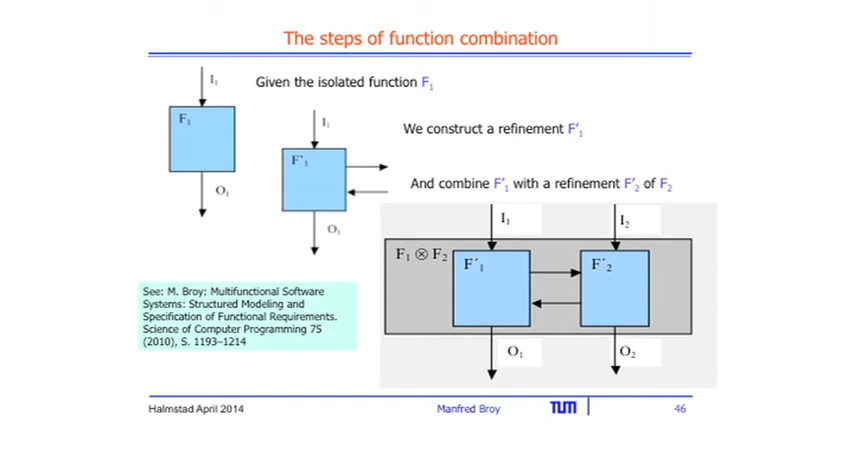 The steps of function combination
I₁
Given the isolated function F₁
F₁
O₁
I₁
We construct a refinement F'₁
F'₁
O₁
And combine F'₁ with a refinement F'₂ of F₂
I₁
I₂
F₁ ⊗ F₂
F´₁
F´₂
O₁
O₂
See: M. Broy: Multifunctional Software
Systems: Structured Modeling and
Specification of Functional Requirements.
Science of Computer Programming 75
(2010), S. 1193–1214
Halmstad April 2014
Manfred Broy
TUM
46